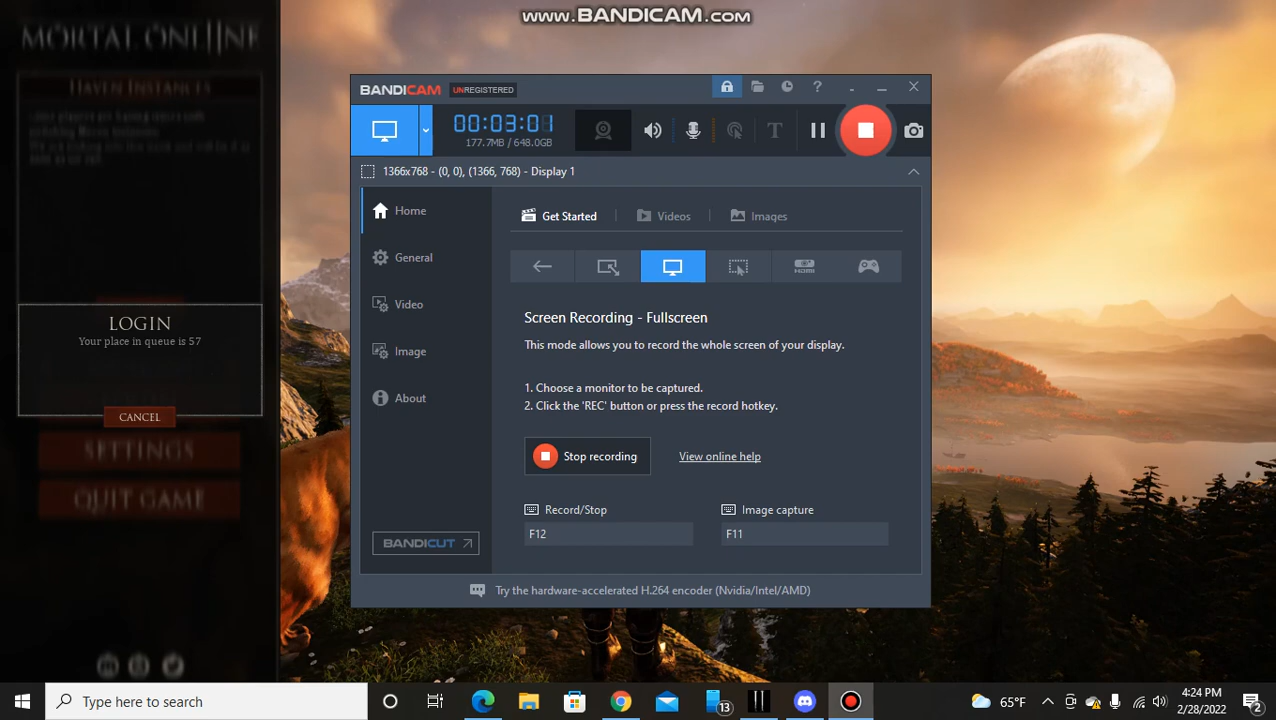 www.BANDICAM.com
MORTAL ONLINE
HAVEN INSTANCES
LOGIN
Your place in queue is 57
CANCEL
SETTINGS
QUIT GAME
BANDICAM UNREGISTERED
?
00:03:01
177.7MB / 648.0GB
T
1366x768 - (0, 0), (1366, 768) - Display 1
Home
General
Video
Image
About
BANDICUT
Get Started
Videos
Images
HDMI
Screen Recording - Fullscreen
This mode allows you to record the whole screen of your display.
1. Choose a monitor to be captured.
2. Click the 'REC' button or press the record hotkey.
Stop recording
View online help
Record/Stop
Image capture
F12
F11
Try the hardware-accelerated H.264 encoder (Nvidia/Intel/AMD)
Type here to search
13
65°F
4:24 PM
2/28/2022
2